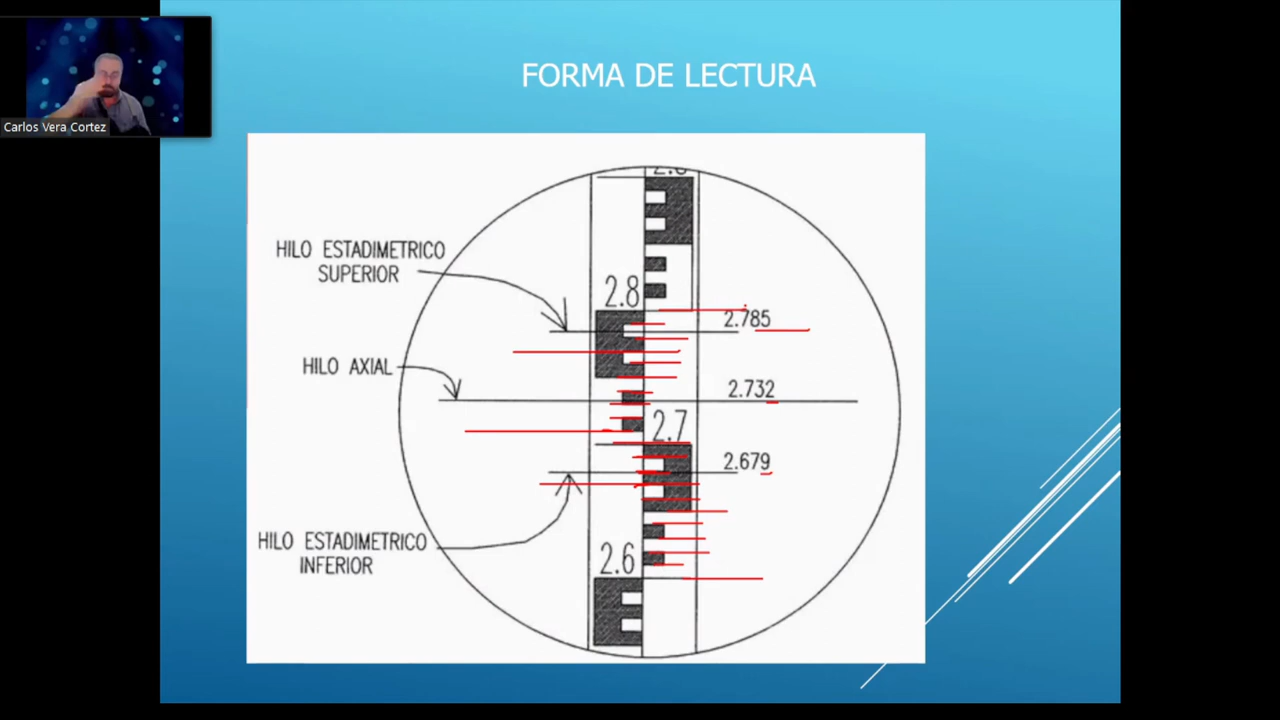 FORMA DE LECTURA
Carlos Vera Cortez
HILO ESTADIMETRICO
SUPERIOR
2.8
2.785
HILO AXIAL
2.732
2.7
2.679
HILO ESTADIMETRICO
INFERIOR
2.6